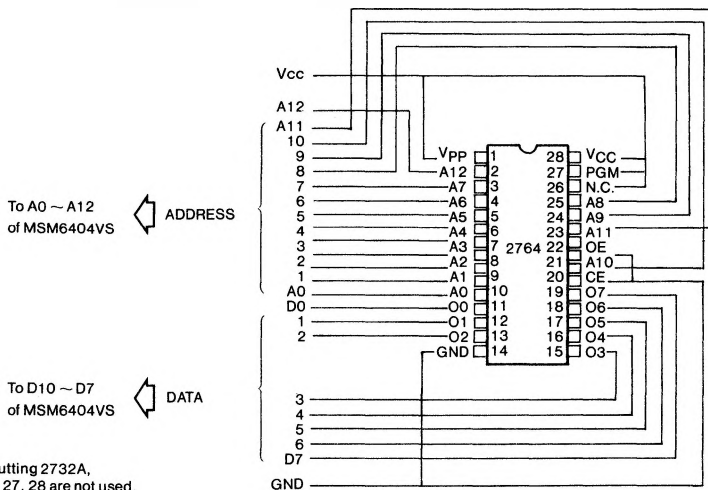 Vcc
A12
A11
10
9
8
7
6
5
4
3
2
1
A0
D0
1
2
3
4
5
6
D7
GND
To A0 ~ A12
of MSM6404VS
ADDRESS
To D10 ~ D7
of MSM6404VS
DATA
VPP 1 28 VCC
A12 2 27 PGM
A7 3 26 N.C.
A6 4 25 A8
A5 5 24 A9
A4 6 23 A11
A3 7 2764 22 OE
A2 8 21 A10
A1 9 20 CE
A0 10 19 O7
O0 11 18 O6
O1 12 17 O5
O2 13 16 O4
GND 14 15 O3
utting 2732A,
27, 28 are not used